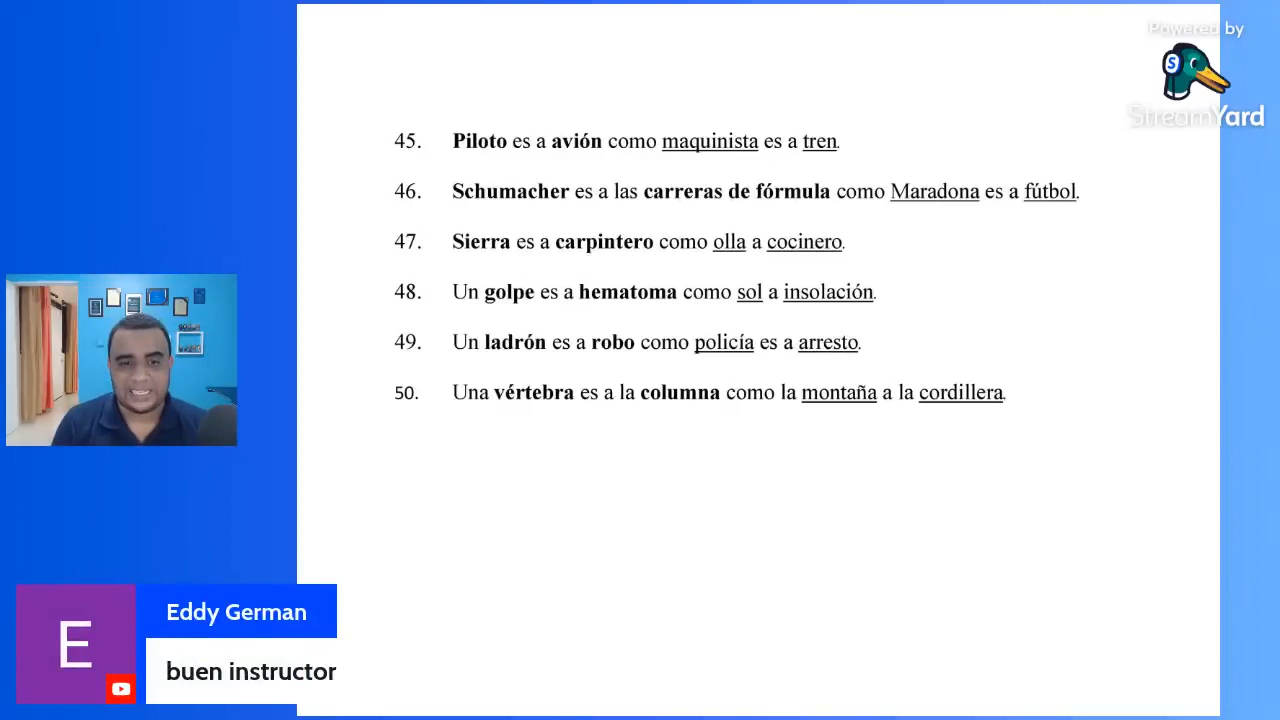 Powered by
StreamYard
45. Piloto es a avión como maquinista es a tren.
46. Schumacher es a las carreras de fórmula como Maradona es a fútbol.
47. Sierra es a carpintero como olla a cocinero.
48. Un golpe es a hematoma como sol a insolación.
49. Un ladrón es a robo como policía es a arresto.
50. Una vértebra es a la columna como la montaña a la cordillera.
E
Eddy German
buen instructor